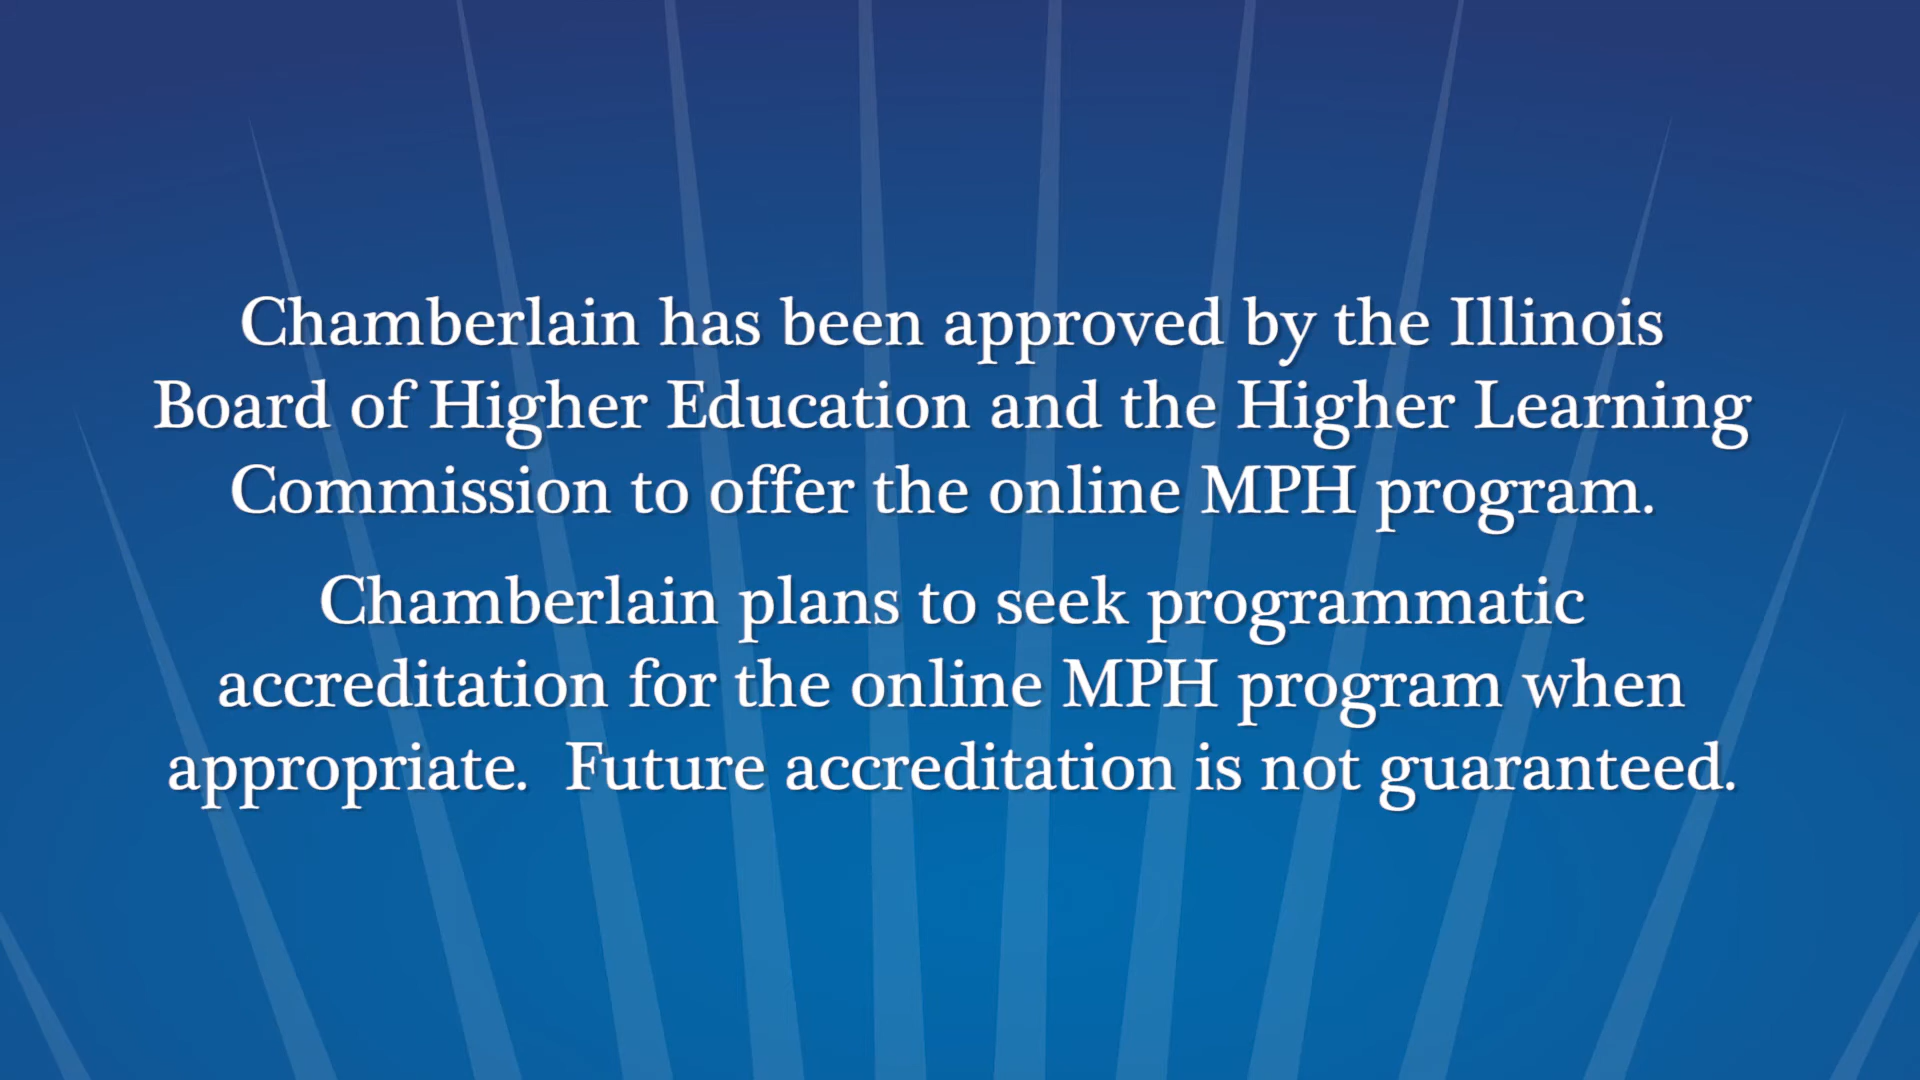 Chamberlain has been approved by the Illinois
Board of Higher Education and the Higher Learning
Commission to offer the online MPH program.
Chamberlain plans to seek programmatic
accreditation for the online MPH program when
appropriate.  Future accreditation is not guaranteed.